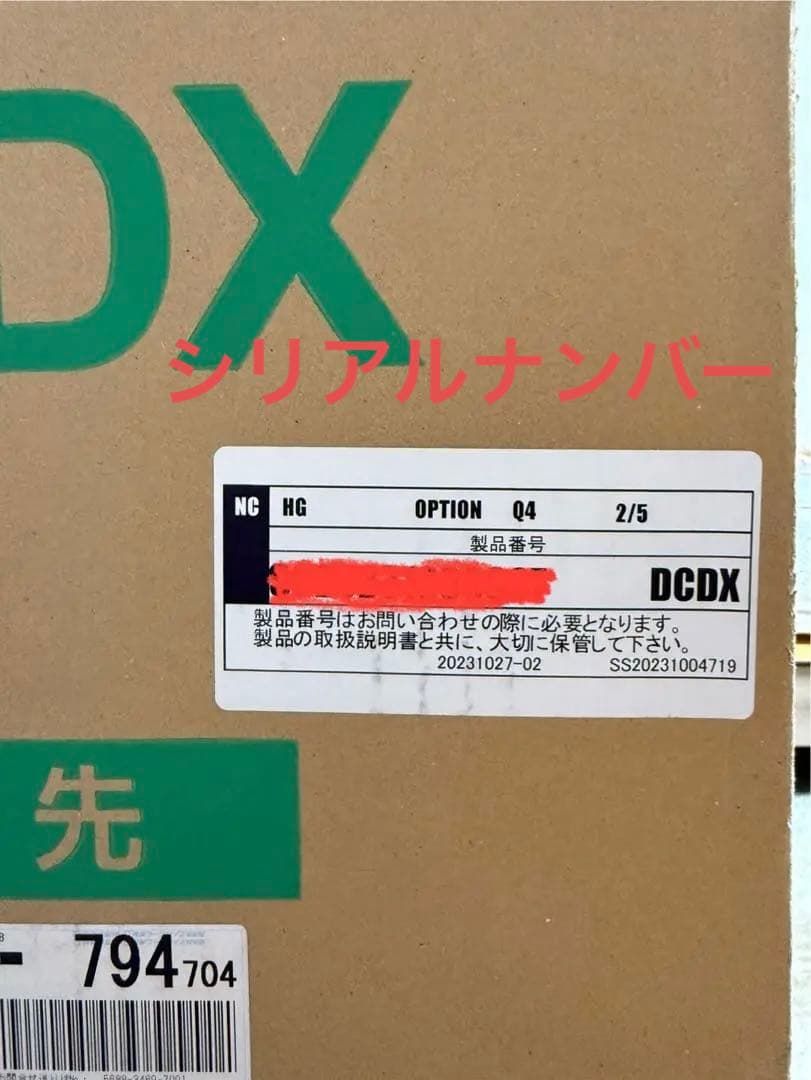 DX
シリアルナンバー
NC HG OPTION Q4 2/5
製品番号
DCDX
製品番号はお問い合わせの際に必要となります。
製品の取扱説明書と共に、大切に保管して下さい。
20231027-02 SS20231004719
先
- 794704